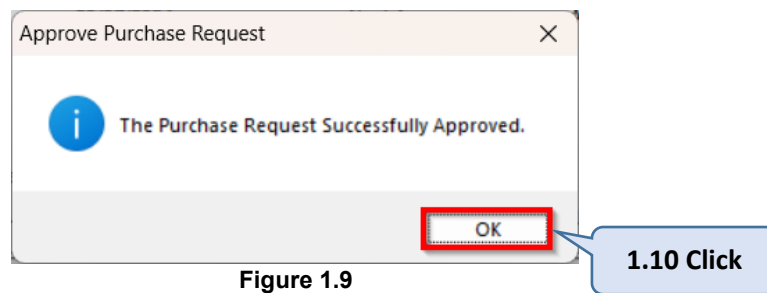 Approve Purchase Request
The Purchase Request Successfully Approved.
OK
1.10 Click
Figure 1.9